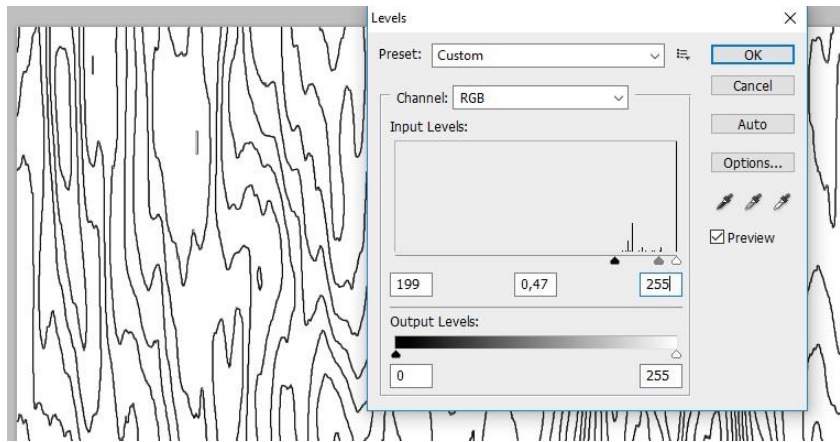 Levels
Preset: Custom
OK
Channel: RGB
Cancel
Input Levels:
Auto
Options...
Preview
199 0,47 255
Output Levels:
0 255